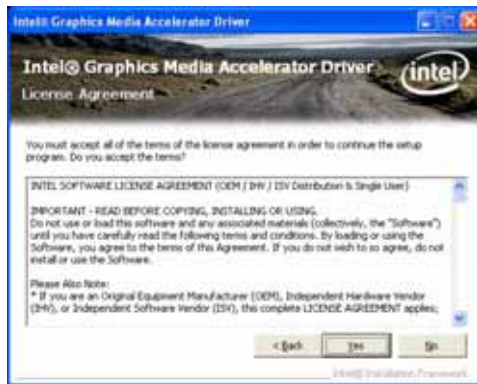 Intel® Graphics Media Accelerator Driver
Intel® Graphics Media Accelerator Driver
intel
License Agreement
You must accept all of the terms of the license agreement in order to continue the setup
program. Do you accept the terms?
INTEL SOFTWARE LICENSE AGREEMENT (OEM / IHV / ISV Distribution & Single User)
IMPORTANT - READ BEFORE COPYING, INSTALLING OR USING.
Do not use or load this software and any associated materials (collectively, the "Software")
until you have carefully read the following terms and conditions. By loading or using the
Software, you agree to the terms of this Agreement. If you do not wish to so agree, do not
install or use the Software.
Please Also Note:
* If you are an Original Equipment Manufacturer (OEM), Independent Hardware Vendor
(IHV), or Independent Software Vendor (ISV), this complete LICENSE AGREEMENT applies;
< Back Yes No
Intel® Installation Framework